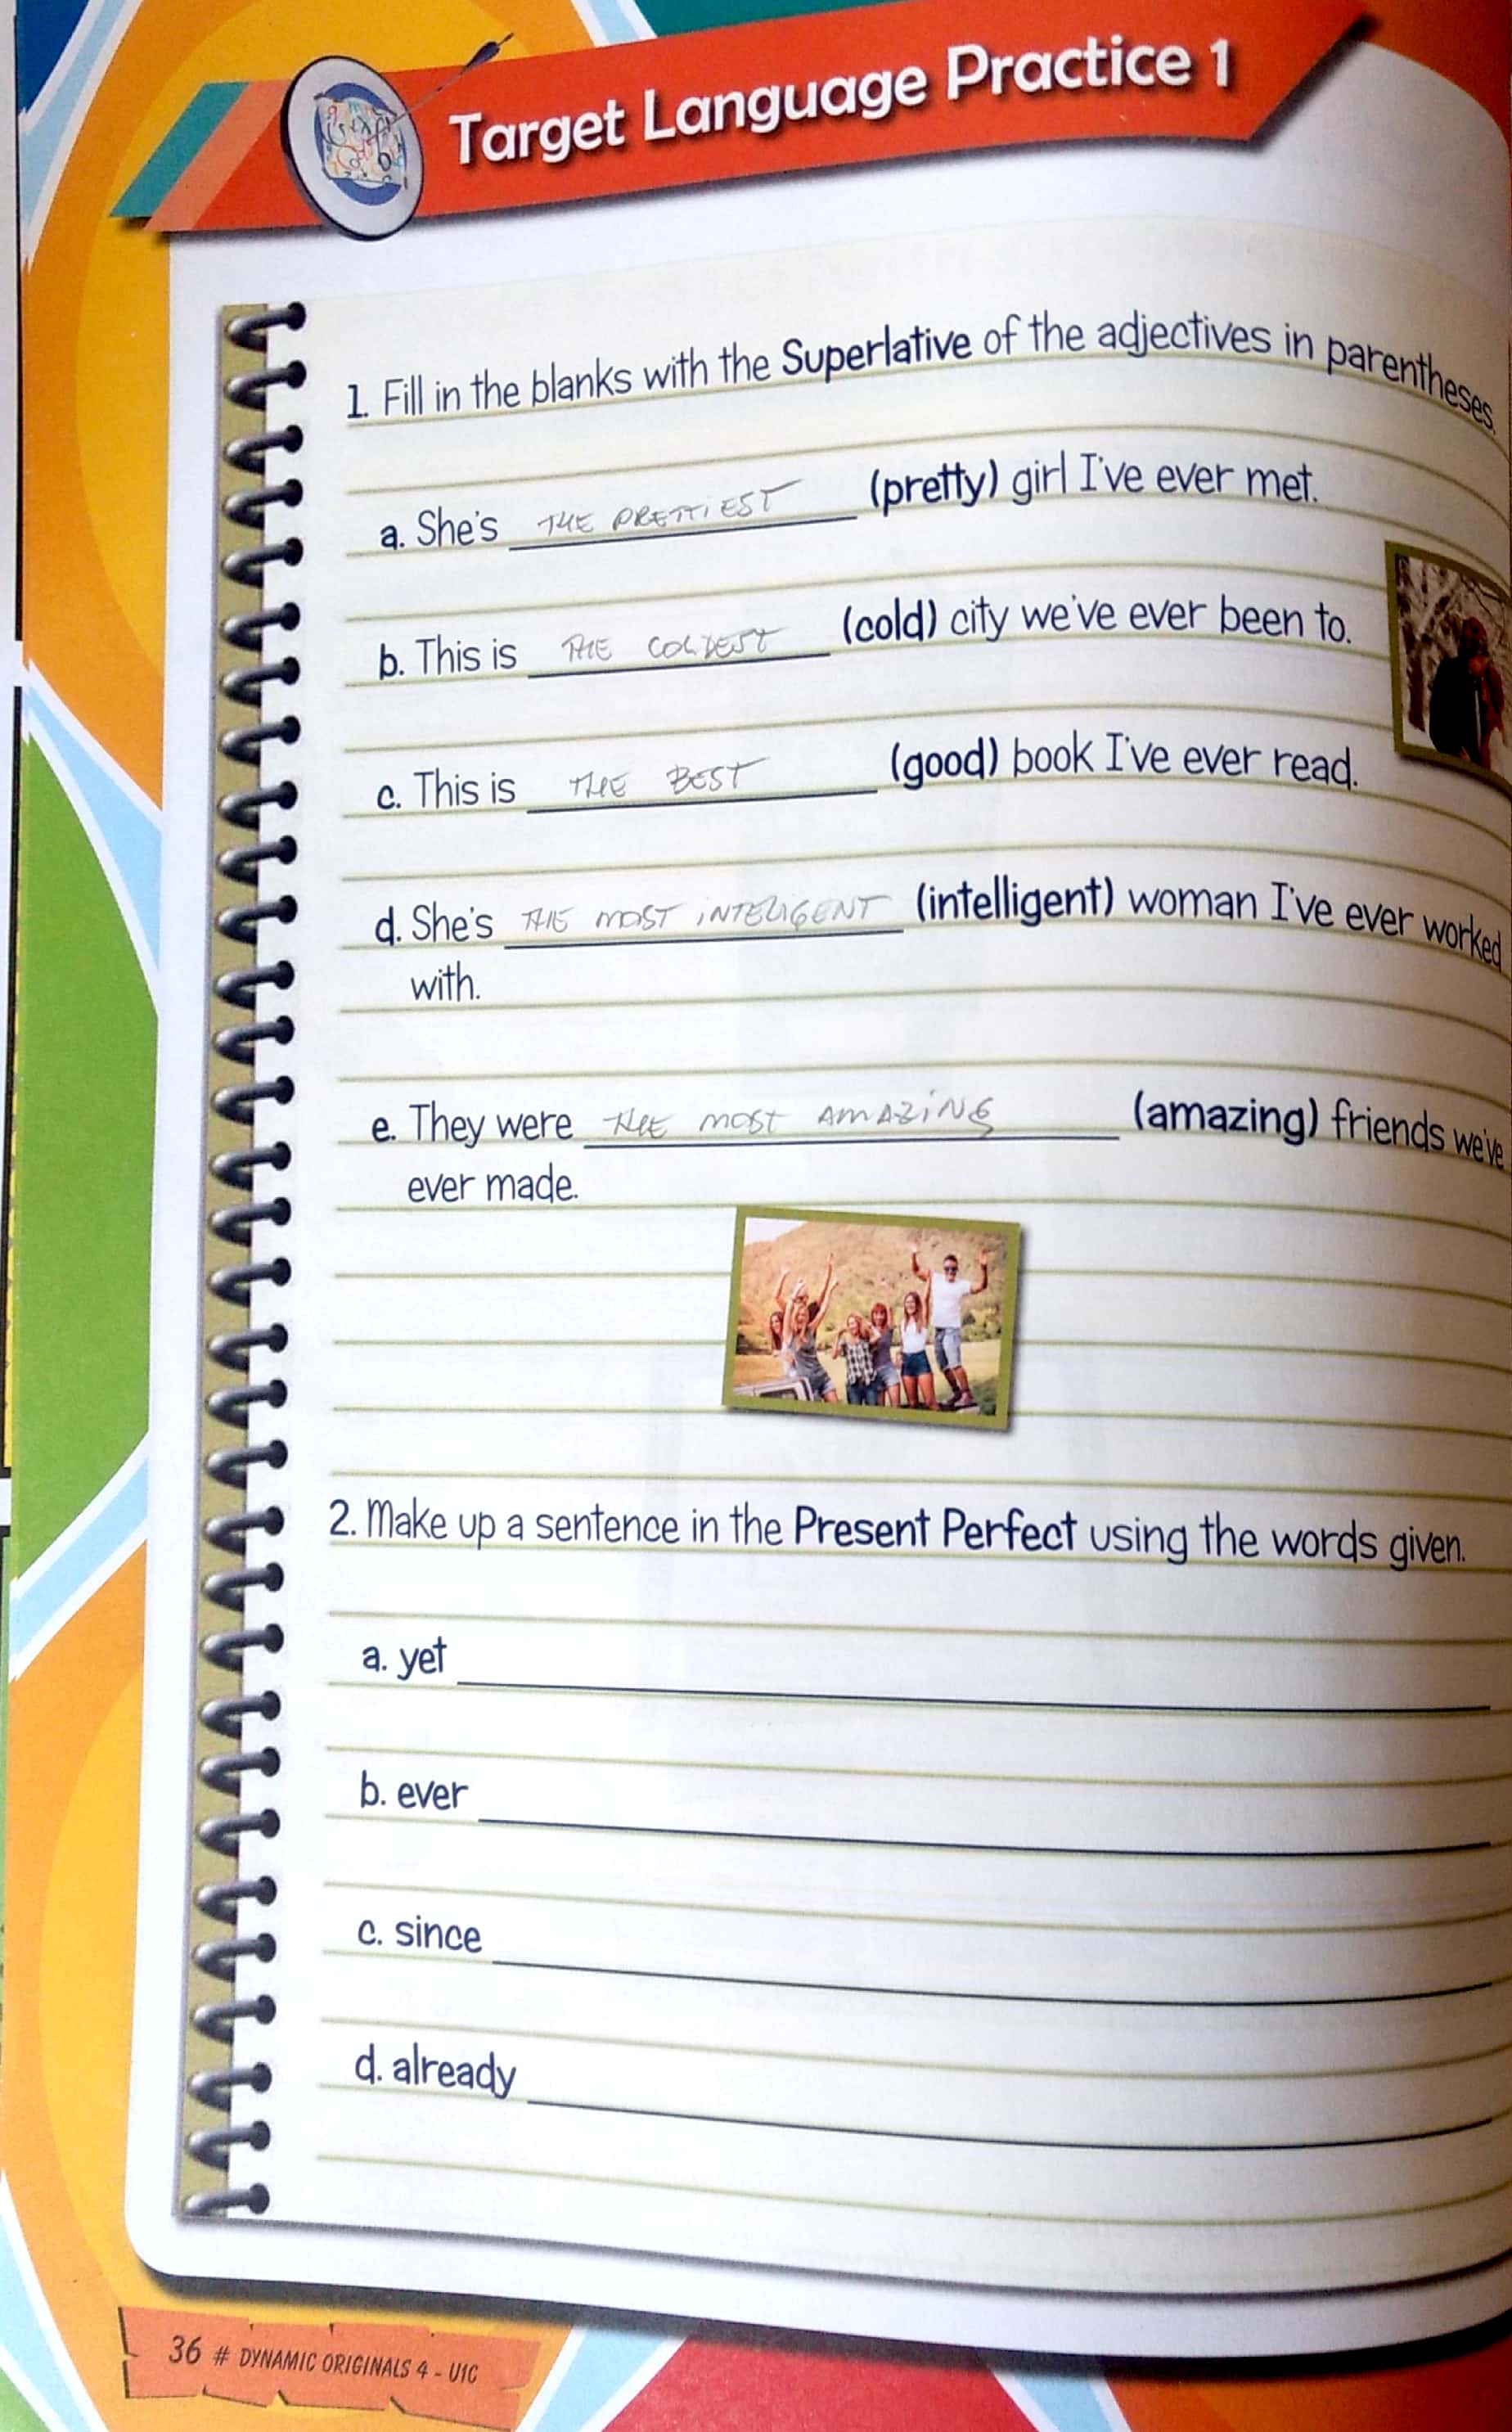 Target Language Practice 1
1. Fill in the blanks with the Superlative of the adjectives in parentheses.
a. She's THE PRETTIEST (pretty) girl I've ever met.
b. This is THE COLDEST (cold) city we've ever been to.
c. This is THE BEST (good) book I've ever read.
d. She's THE MOST INTELIGENT (intelligent) woman I've ever worked
with.
e. They were THE MOST AMAZING (amazing) friends we've
ever made.
2. Make up a sentence in the Present Perfect using the words given.
a. yet
b. ever
c. since
d. already
36 # DYNAMIC ORIGINALS 4 - U1C